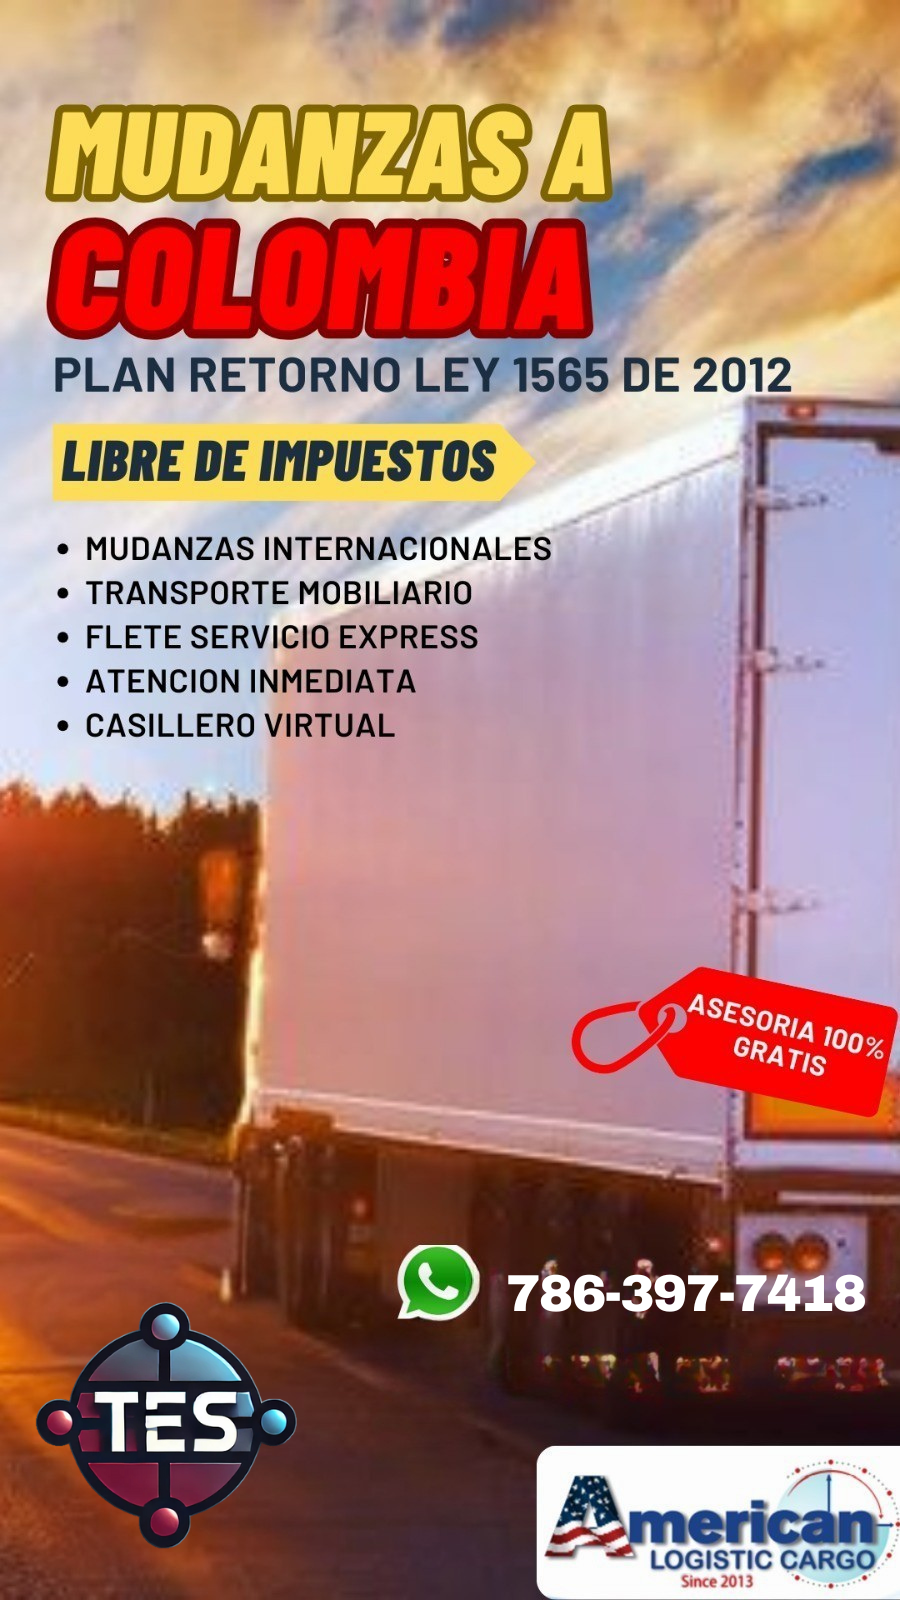 MUDANZAS A
COLOMBIA
PLAN RETORNO LEY 1565 DE 2012
LIBRE DE IMPUESTOS
• MUDANZAS INTERNACIONALES
• TRANSPORTE MOBILIARIO
• FLETE SERVICIO EXPRESS
• ATENCION INMEDIATA
• CASILLERO VIRTUAL
ASESORIA 100%
GRATIS
786-397-7418
TES
American
LOGISTIC CARGO
Since 2013